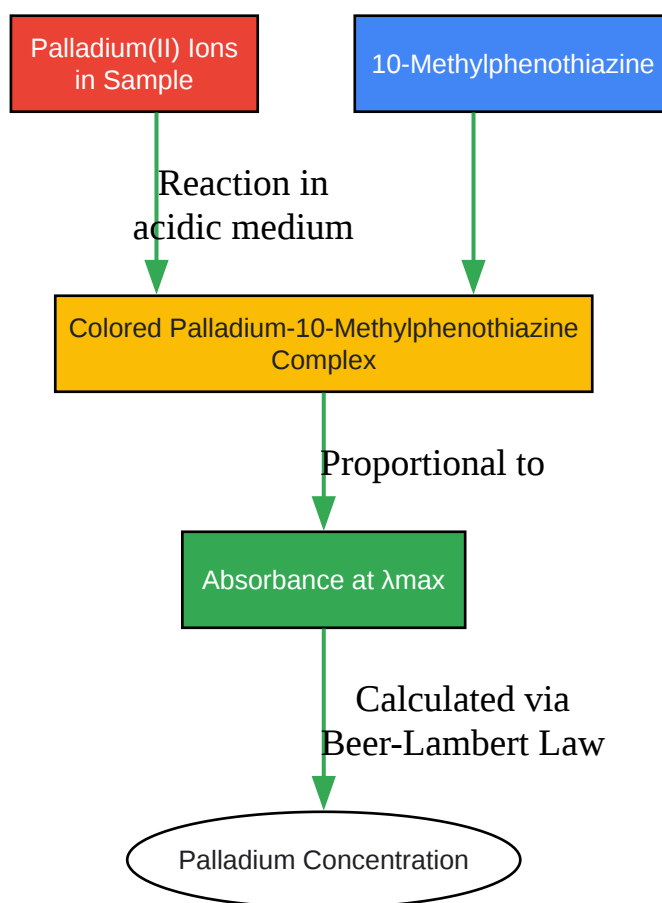 Palladium(II) Ions
in Sample
10-Methylphenothiazine
Reaction in
acidic medium
Colored Palladium-10-Methylphenothiazine
Complex
Proportional to
Absorbance at λmax
Calculated via
Beer-Lambert Law
Palladium Concentration